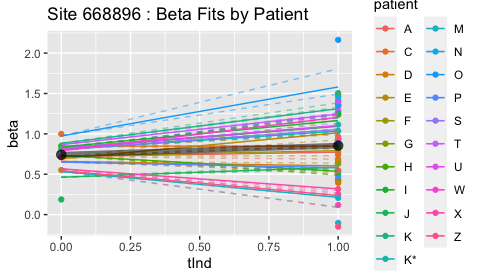 Site 668896 : Beta Fits by Patient
patient
A
C
D
E
F
G
H
I
J
K
K*
M
N
O
P
S
T
U
W
X
Z
beta
2.0
1.5
1.0
0.5
0.0
0.00
0.25
0.50
0.75
1.00
tInd